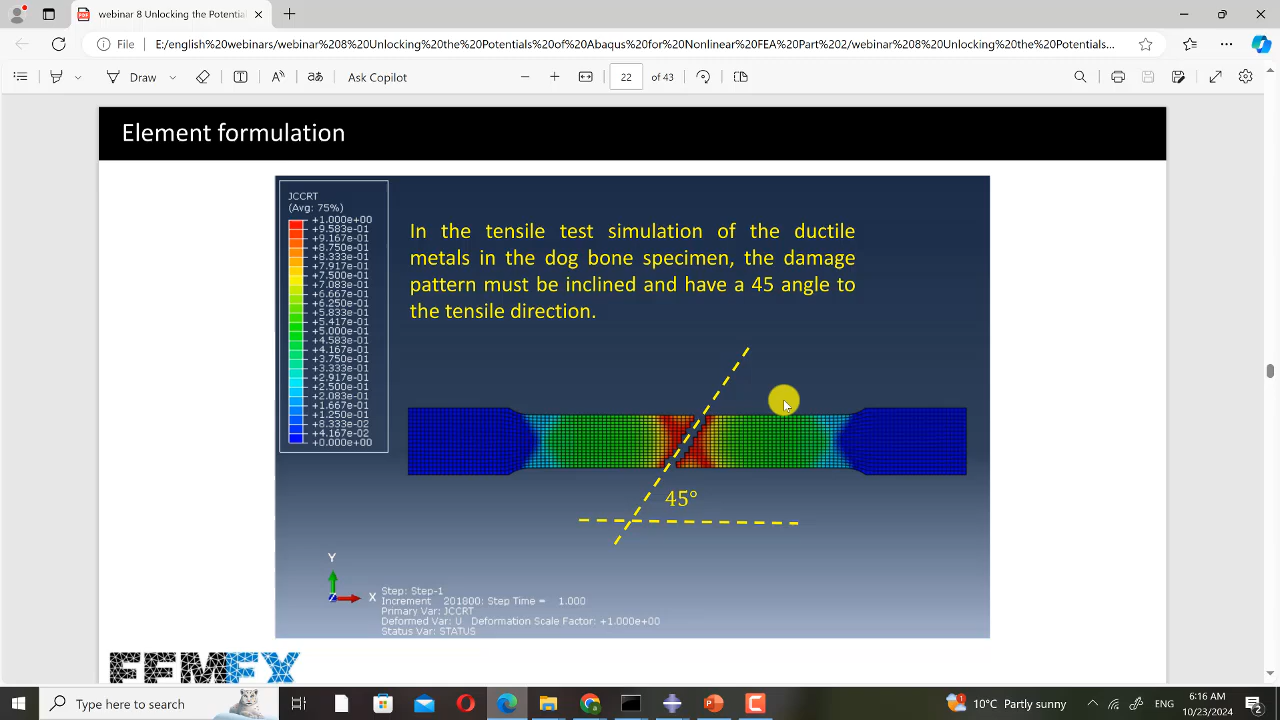 webinar 8 Unlocking the Potentials
File
E:/english%20webinars/webinar%208%20Unlocking%20the%20Potentials%20o%20Abaqus%20Nonlinear%20FEA%20Part%202/webinar%208%20Unlocking%20the%20Potentials...
Draw
Ask Copilot
22 of 43
Element formulation
JCCRT
(Avg: 75%)
+1.000e+00
+9.583e-01
+9.167e-01
+8.750e-01
+8.333e-01
+7.917e-01
+7.500e-01
+7.083e-01
+6.667e-01
+6.250e-01
+5.833e-01
+5.417e-01
+5.000e-01
+4.583e-01
+4.167e-01
+3.750e-01
+3.333e-01
+2.917e-01
+2.500e-01
+2.083e-01
+1.667e-01
+1.250e-01
+8.333e-02
+4.167e-02
+0.000e+00
In the tensile test simulation of the ductile
metals in the dog bone specimen, the damage
pattern must be inclined and have a 45 angle to
the tensile direction.
45°
Y
Z X
Step: Step-1
Increment 201800: Step Time = 1.000
Primary Var: JCCRT
Deformed Var: U Deformation Scale Factor: +1.000e+00
Status Var: STATUS
Type here to search
10°C Partly sunny
ENG
6:16 AM
10/23/2024